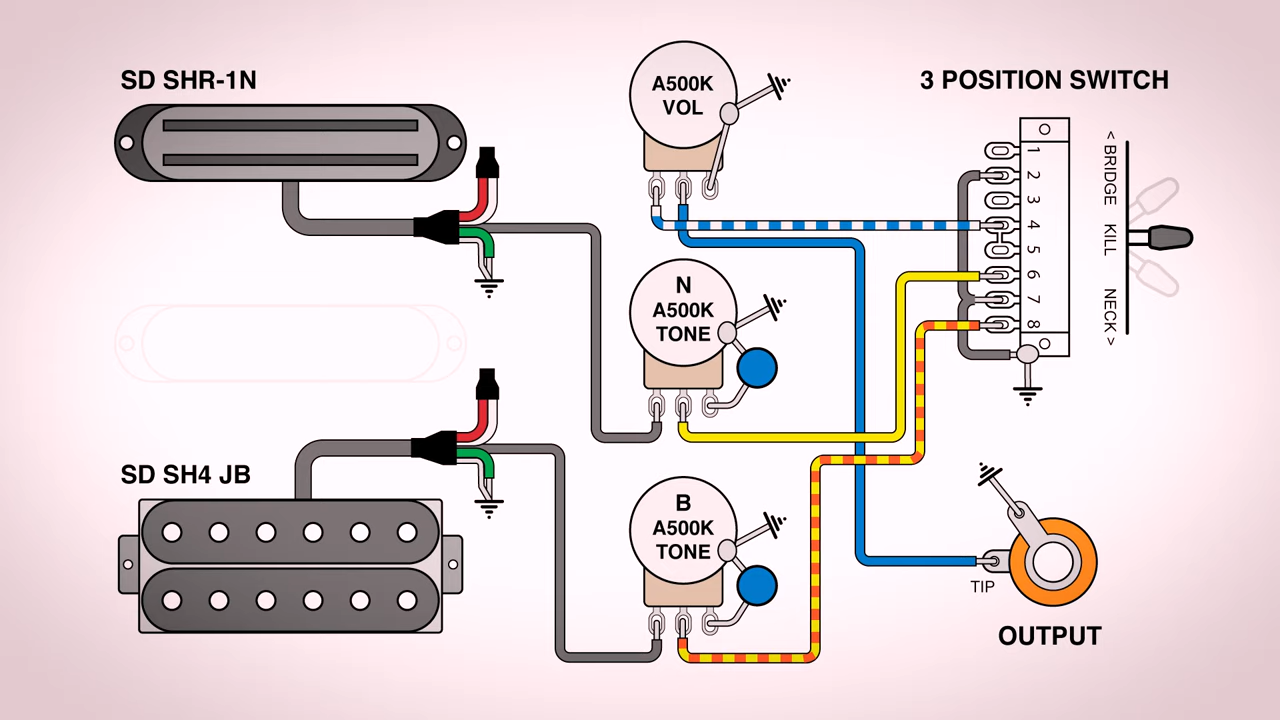 SD SHR-1N
A500K
VOL
3 POSITION SWITCH
1
2
3
4
5
6
7
8
< BRIDGE
KILL
NECK >
N
A500K
TONE
SD SH4 JB
B
A500K
TONE
TIP
OUTPUT